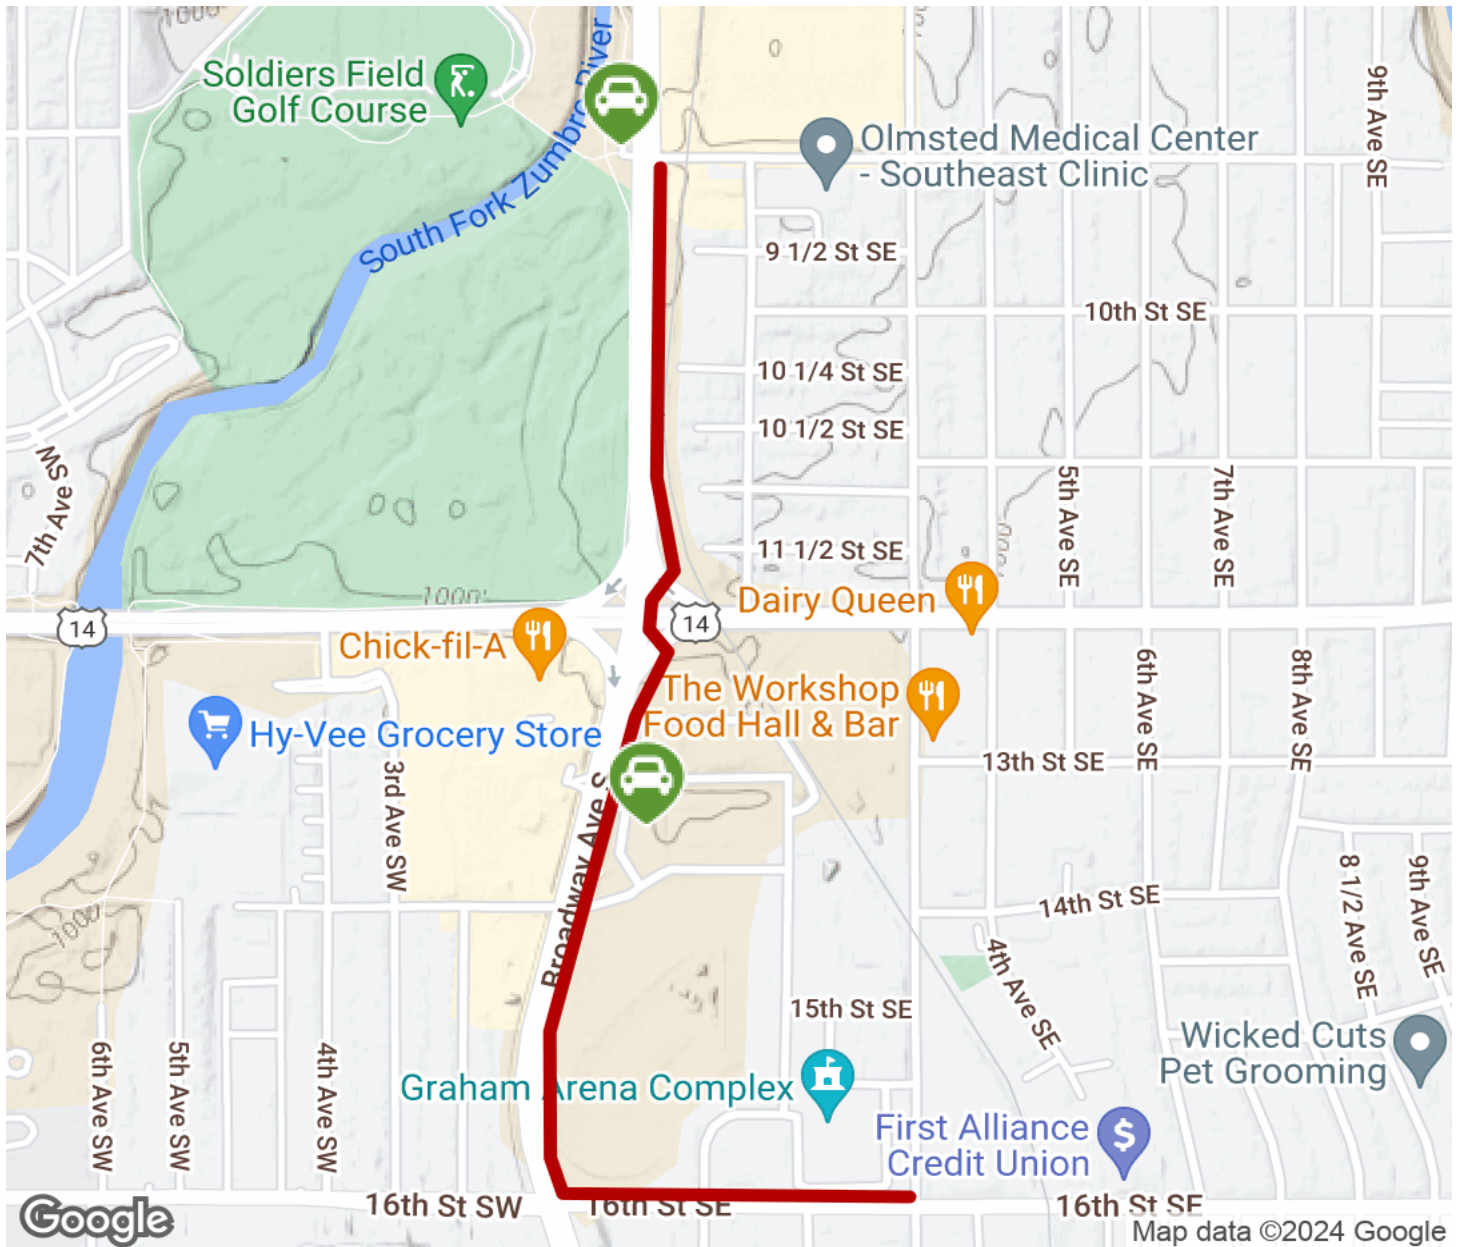 1000'
Soldiers Field
Golf Course
South Fork Zumbro River
9th Ave SE
Olmsted Medical Center
- Southeast Clinic
9 1/2 St SE
10th St SE
10 1/4 St SE
10 1/2 St SE
7th Ave SW
5th Ave SE
7th Ave SE
11 1/2 St SE
1000'
Dairy Queen
14
14
Chick-fil-A
The Workshop
Food Hall & Bar
6th Ave SE
8th Ave SE
Hy-Vee Grocery Store
13th St SE
3rd Ave SW
Broadway Ave S
8 1/2 Ave SE
9th Ave SE
14th St SE
1000'
4th Ave SE
15th St SE
6th Ave SW
5th Ave SW
4th Ave SW
Wicked Cuts
Pet Grooming
Graham Arena Complex
First Alliance
Credit Union
$
16th St SW
16th St SE
16th St SE
Google
Map data ©2024 Google